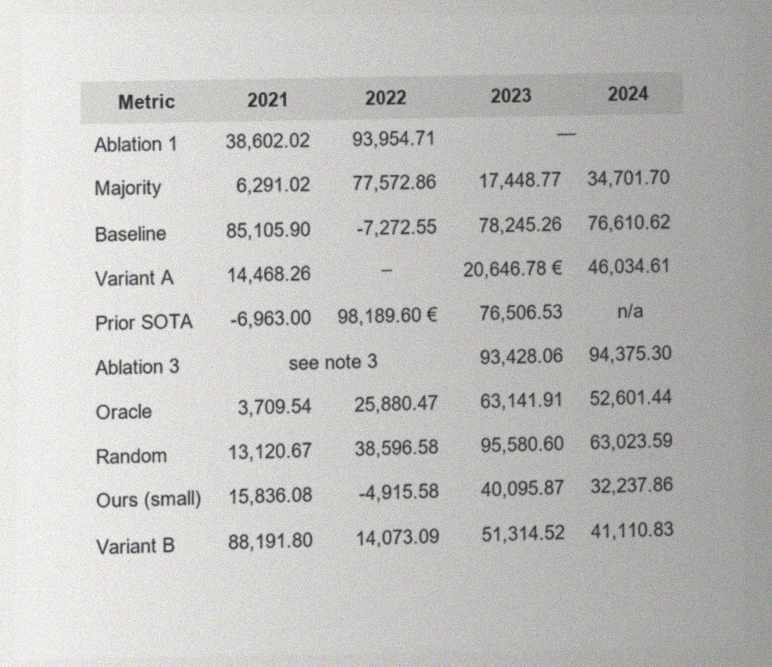 Metric 2021 2022 2023 2024
Ablation 1 38,602.02 93,954.71 —
Majority 6,291.02 77,572.86 17,448.77 34,701.70
Baseline 85,105.90 -7,272.55 78,245.26 76,610.62
Variant A 14,468.26 – 20,646.78 € 46,034.61
Prior SOTA -6,963.00 98,189.60 € 76,506.53 n/a
Ablation 3 see note 3 93,428.06 94,375.30
Oracle 3,709.54 25,880.47 63,141.91 52,601.44
Random 13,120.67 38,596.58 95,580.60 63,023.59
Ours (small) 15,836.08 -4,915.58 40,095.87 32,237.86
Variant B 88,191.80 14,073.09 51,314.52 41,110.83